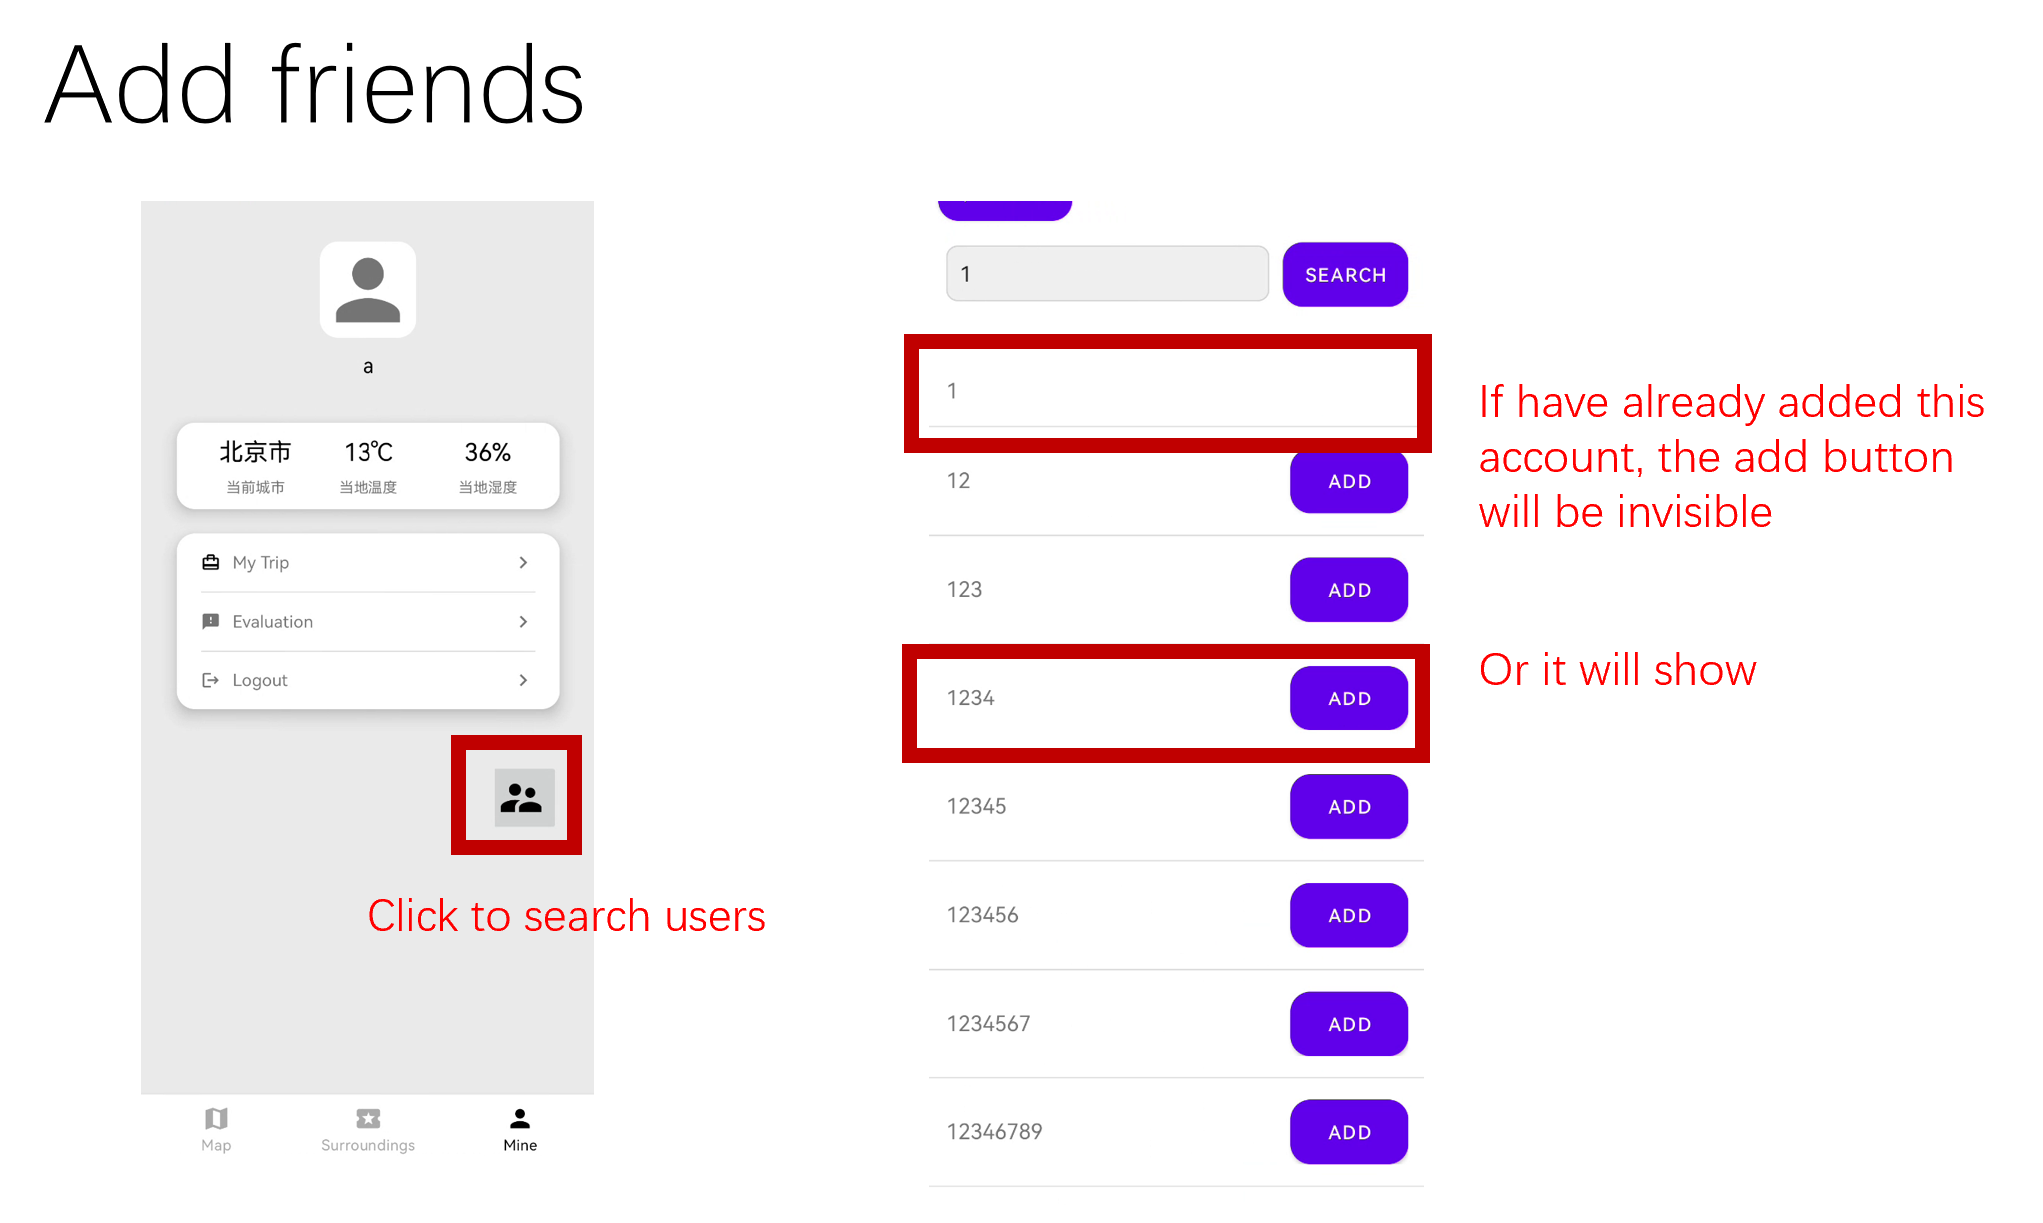 Add friends
a
北京市 13℃ 36%
当前城市 当地温度 当地湿度
My Trip
Evaluation
Logout
Click to search users
Map Surroundings Mine
1 SEARCH
1
12 ADD
123 ADD
1234 ADD
12345 ADD
123456 ADD
1234567 ADD
12346789 ADD
If have already added this
account, the add button
will be invisible
Or it will show